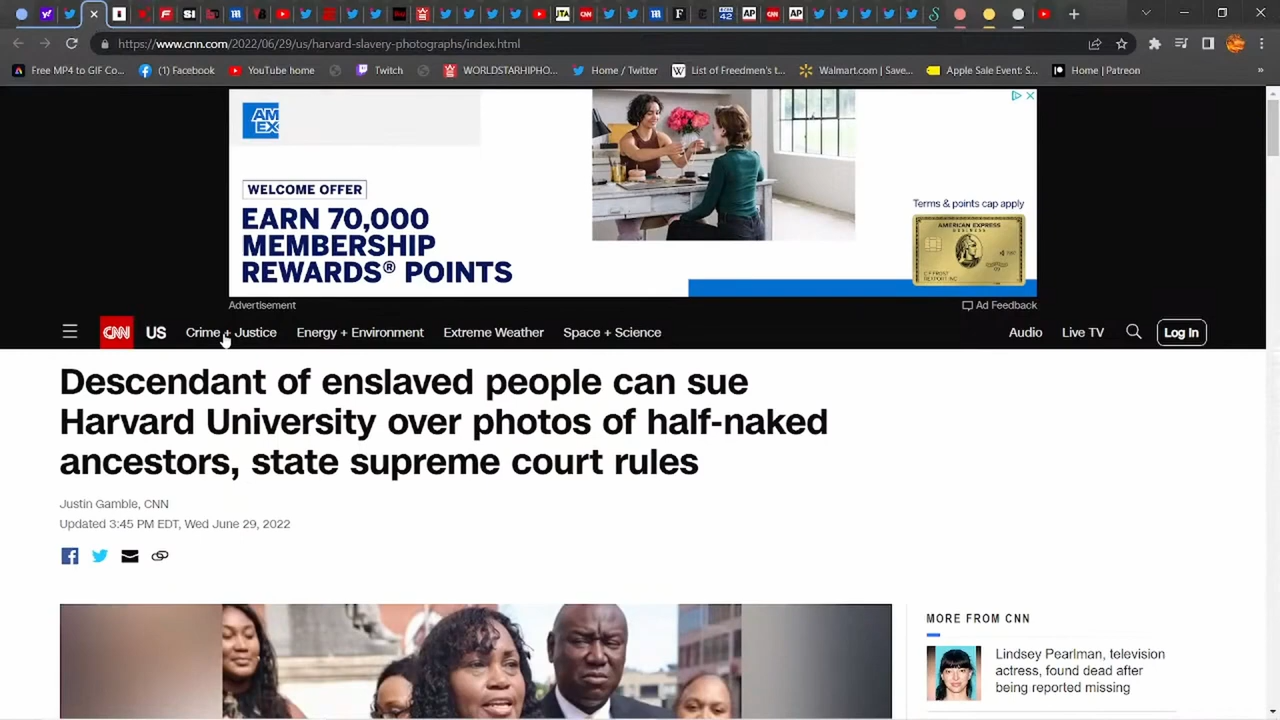 https://www.cnn.com/2022/06/29/us/harvard-slavery-photographs/index.html
Free MP4 to GIF Co... (1) Facebook YouTube home Twitch WORLDSTARHIPHO... Home / Twitter List of Freedmen's t... Walmart.com | Save... Apple Sale Event: S... Home | Patreon »
AM
EX
WELCOME OFFER
EARN 70,000
MEMBERSHIP
REWARDS® POINTS
Terms & points cap apply
AMERICAN EXPRESS
Advertisement
Ad Feedback
CNN US Crime + Justice Energy + Environment Extreme Weather Space + Science Audio Live TV Log In
Descendant of enslaved people can sue
Harvard University over photos of half-naked
ancestors, state supreme court rules
Justin Gamble, CNN
Updated 3:45 PM EDT, Wed June 29, 2022
MORE FROM CNN
Lindsey Pearlman, television
actress, found dead after
being reported missing